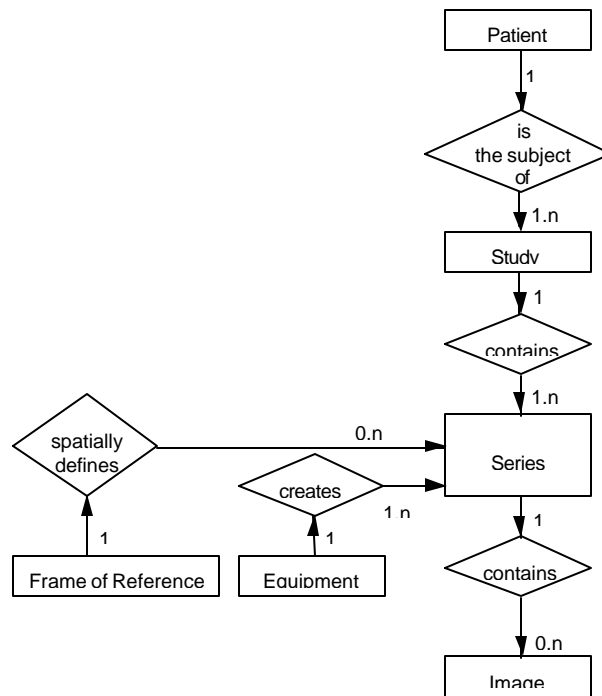 Patient
1
is
the subject
of
1.n
Study
1
contains
1.n
spatially
defines
0.n
Series
creates
1.n
1
1
1
Frame of Reference
Equipment
contains
0.n
Image